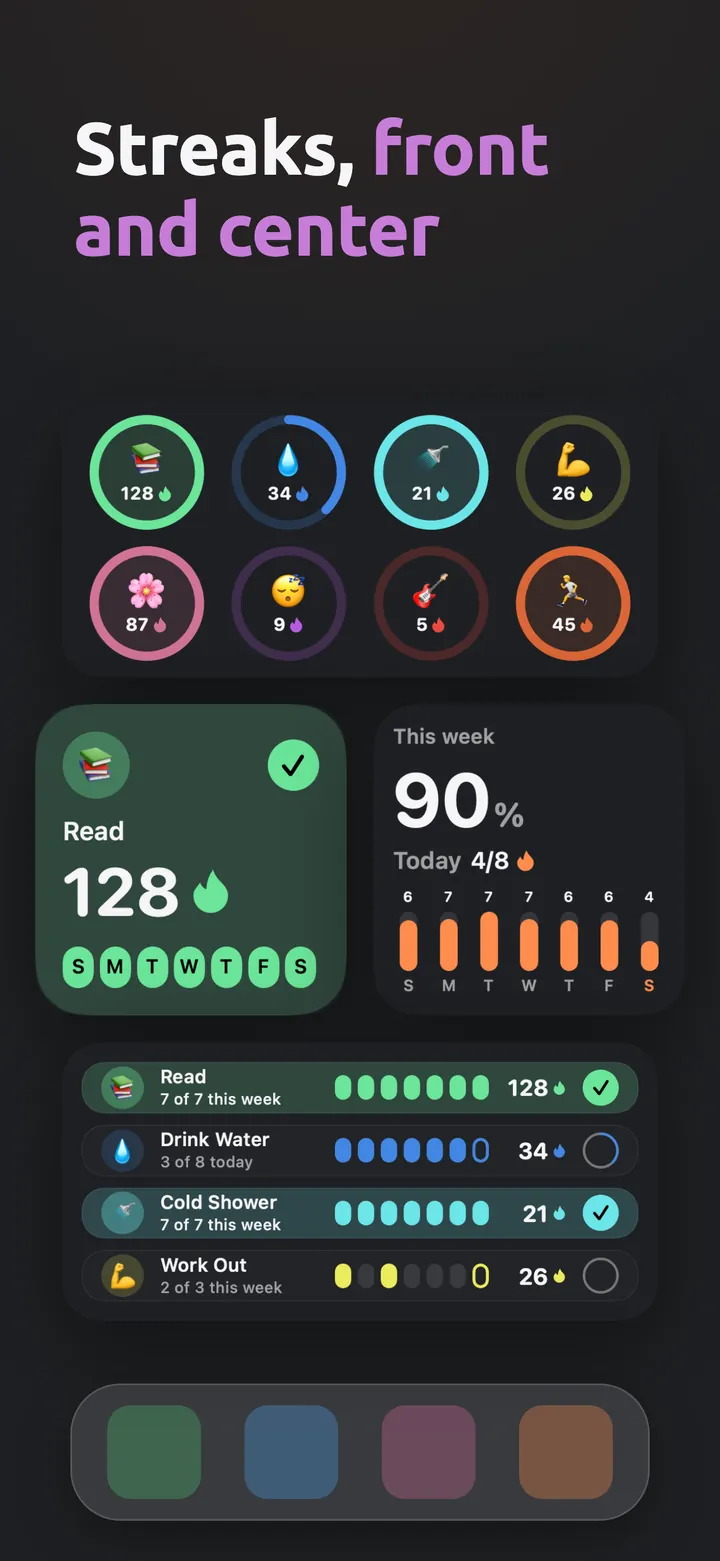 Streaks, front
and center
128 34 21 26
87 9 5 45
Read
128
S M T W T F S
This week
90%
Today 4/8
6 7 7 7 6 6 4
S M T W T F S
Read
7 of 7 this week
128
Drink Water
3 of 8 today
34
Cold Shower
7 of 7 this week
21
Work Out
2 of 3 this week
26